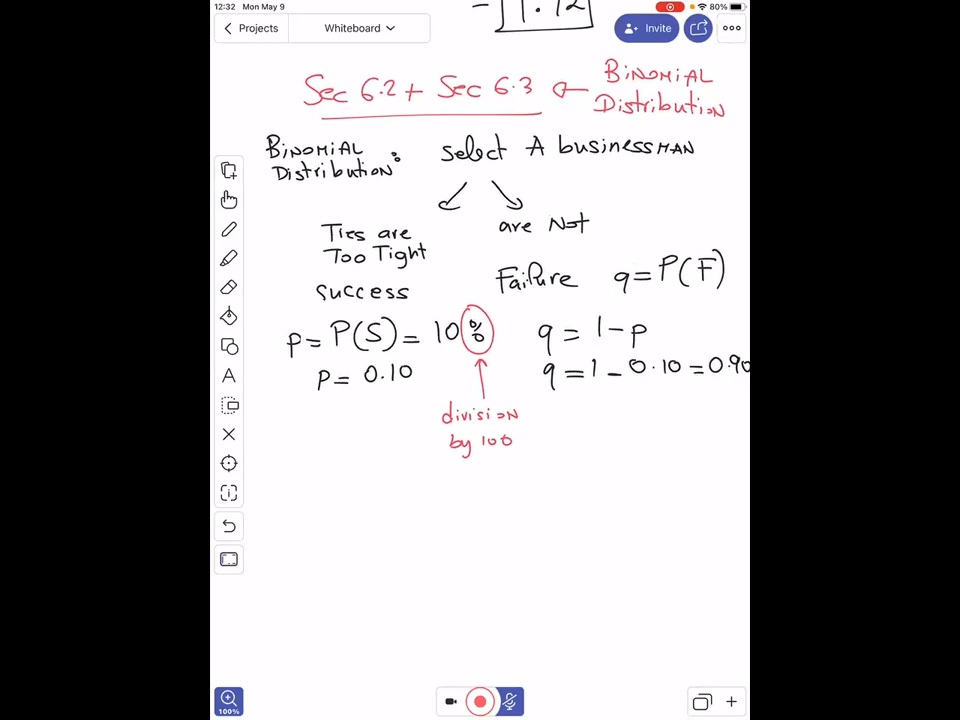 12:32 Mon May 9
80%
Projects
Whiteboard
Invite
Sec 6.2 + Sec 6.3
BiNomiAL
Distribution
BiNomiAL
Distribution:
select A businessman
Ties are
Too Tight
success
are Not
Failure q = P(F)
p = P(S) = 10%
p = 0.10
q = 1 - p
q = 1 - 0.10 = 0.90
division
by 100
A
100%